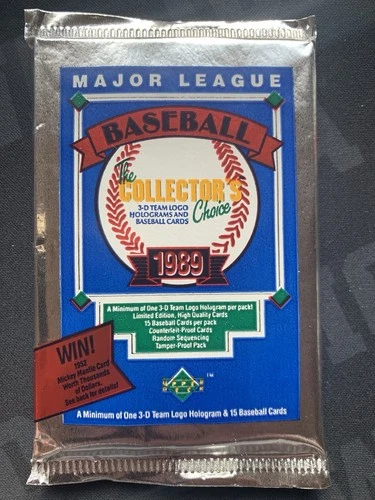 MAJOR LEAGUE
BASEBALL
The
COLLECTOR'S
Choice
3-D TEAM LOGO
HOLOGRAMS AND
BASEBALL CARDS
1989
A Minimum of One 3-D Team Logo Hologram per pack!
Limited Edition, High Quality Cards
15 Baseball Cards per pack
Counterfeit-Proof Cards
Random Sequencing
Tamper-Proof Pack
WIN!
1952
Mickey Mantle Card
Worth Thousands
of Dollars.
See back for details!
TM
A Minimum of One 3-D Team Logo Hologram & 15 Baseball Cards